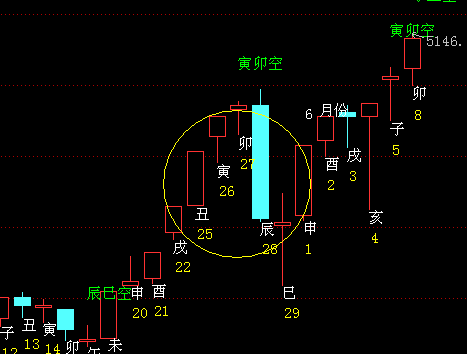 寅卯空
5146.
寅卯空
6 月份
卯
8
子
5
卯
27
酉
2
戌
3
寅
26
丑
25
辰
28
申
1
亥
4
戌
22
巳
29
辰巳空
申
20
酉
21
丑
13
寅
14
子
12
卯
未